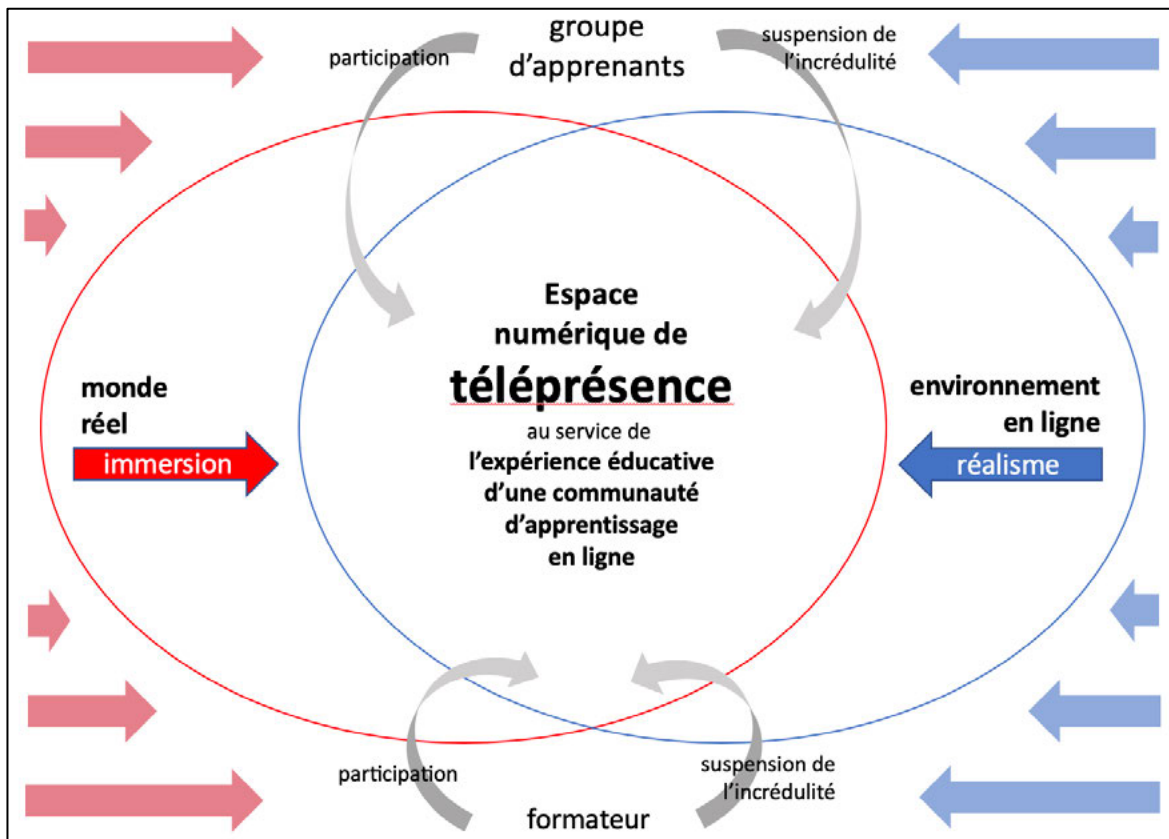 groupe
d’apprenants
participation
suspension de
l’incrédulité
Espace
numérique de
téléprésence
au service de
l’expérience éducative
d’une communauté
d’apprentissage
en ligne
monde
réel
immersion
environnement
en ligne
réalisme
participation
suspension de
l’incrédulité
formateur